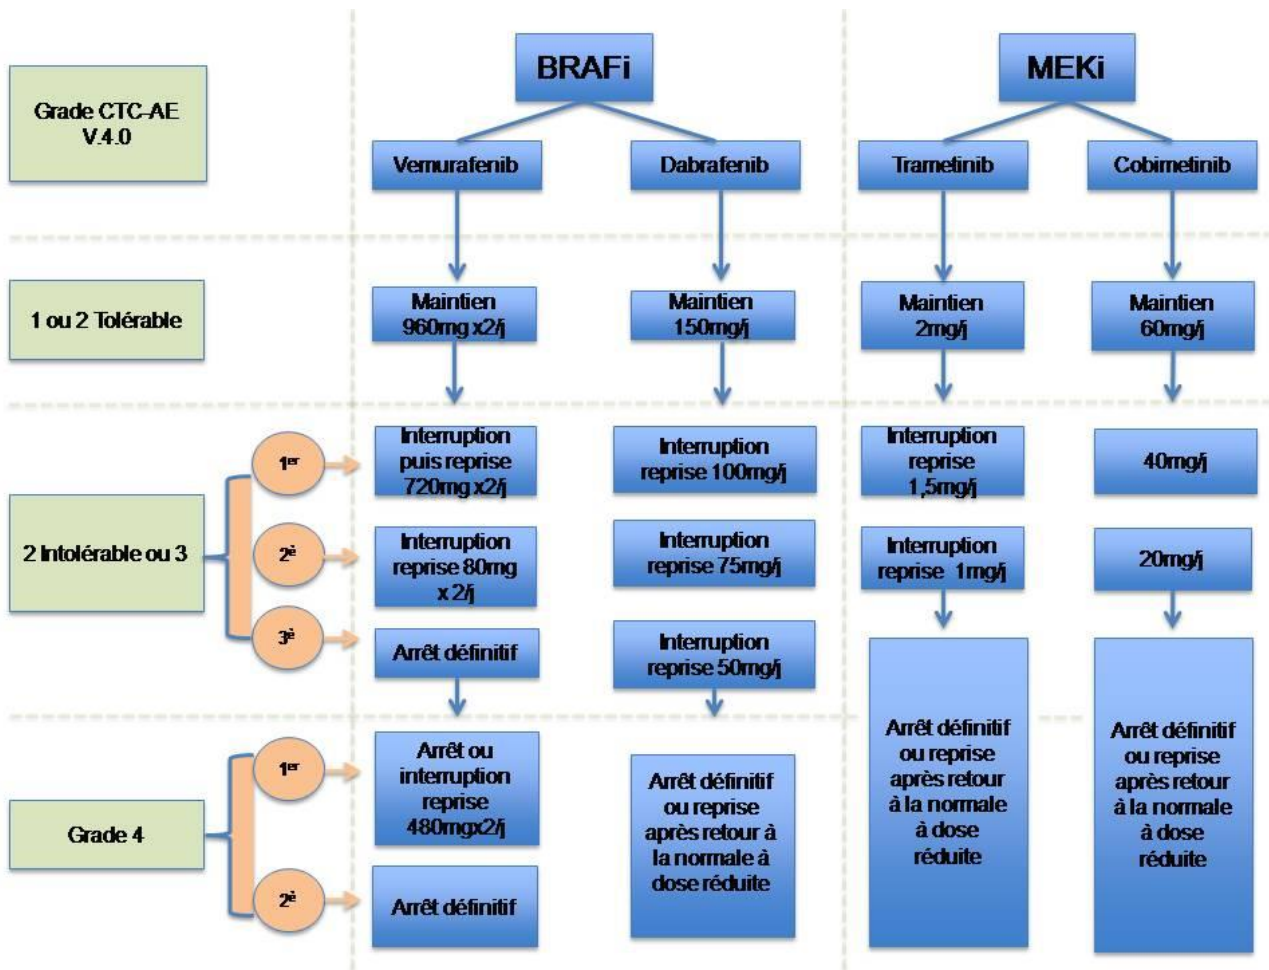 BRAFi
MEKi
Grade CTC-AE
V.4.0
Vemurafenib
Dabrafenib
Trametinib
Cobimetinib
1 ou 2 Tolérable
Maintien
960mg x2/j
Maintien
150mg/j
Maintien
2mg/j
Maintien
60mg/j
2 Intolérable ou 3
1er
Interruption
puis reprise
720mg x2/j
Interruption
reprise 100mg/j
Interruption
reprise
1,5mg/j
40mg/j
2è
Interruption
reprise 80mg
x 2/j
Interruption
reprise 75mg/j
Interruption
reprise 1mg/j
20mg/j
3è
Arrêt définitif
Interruption
reprise 50mg/j
Arrêt définitif
ou reprise
après retour
à la normale
à dose
réduite
Arrêt définitif
ou reprise
après retour
à la normale
à dose
réduite
Grade 4
1er
Arrêt ou
interruption
reprise
480mgx2/j
Arrêt définitif
ou reprise
après retour à
la normale à
dose réduite
2è
Arrêt définitif